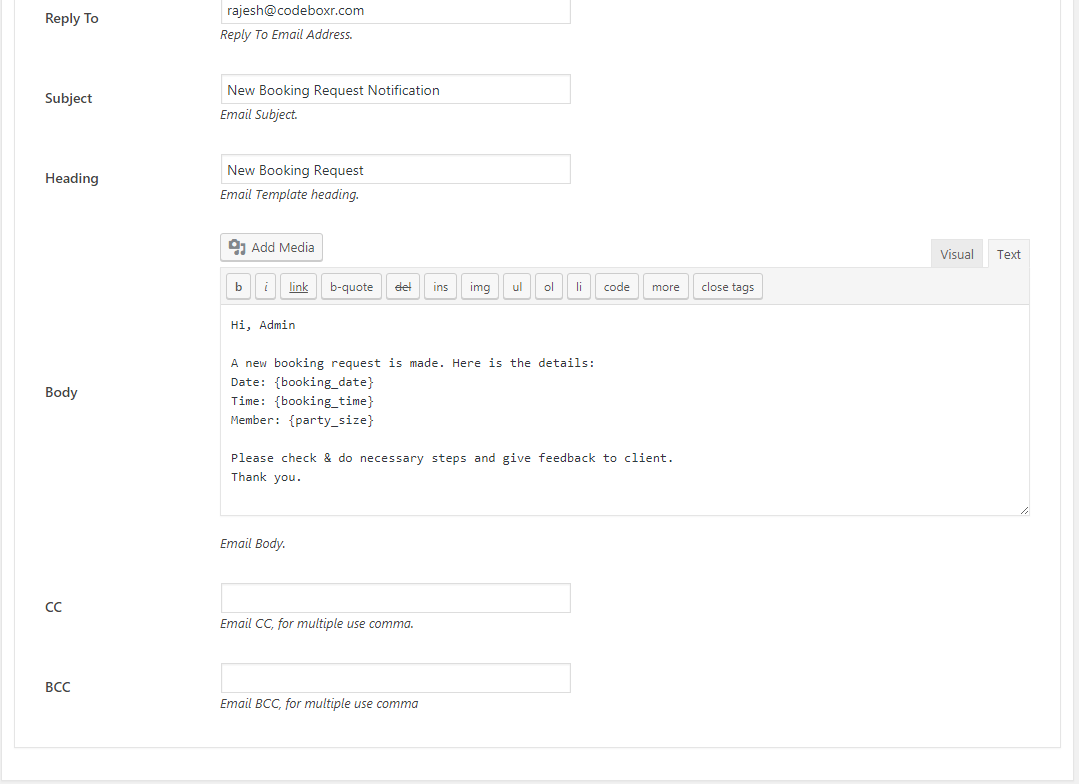 Reply To
rajesh@codeboxr.com
Reply To Email Address.
Subject
New Booking Request Notification
Email Subject.
Heading
New Booking Request
Email Template heading.
Add Media
Visual Text
b i link b-quote del ins img ul ol li code more close tags
Body
Hi, Admin
A new booking request is made. Here is the details:
Date: {booking_date}
Time: {booking_time}
Member: {party_size}
Please check & do necessary steps and give feedback to client.
Thank you.
Email Body.
CC
Email CC, for multiple use comma.
BCC
Email BCC, for multiple use comma